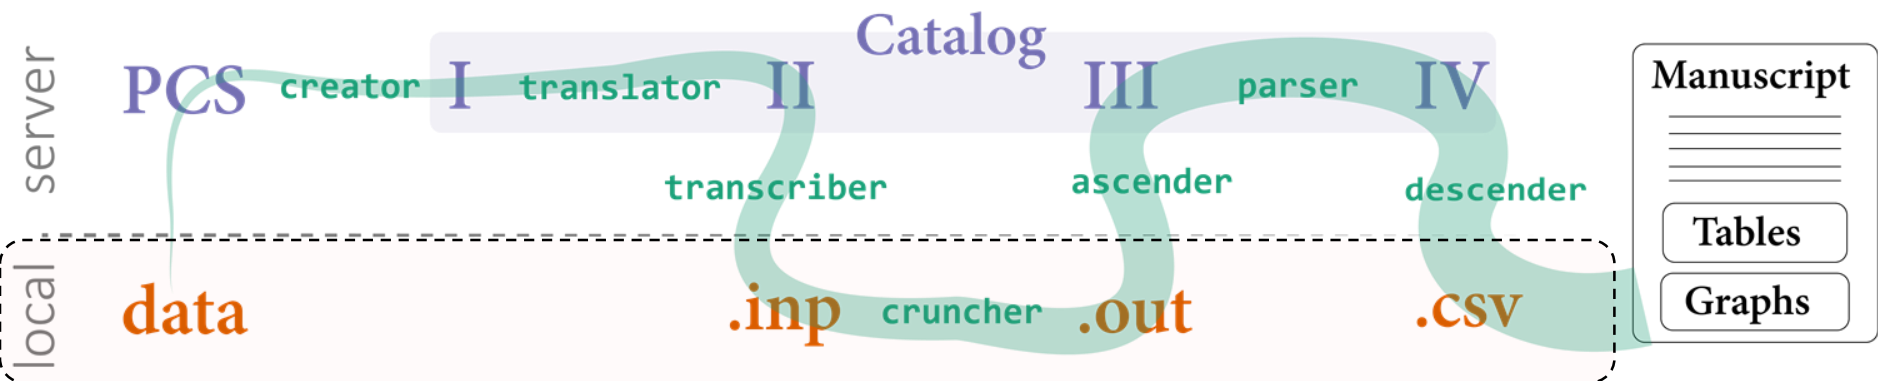 server
Catalog
PCS creator I translator II III parser IV
transcriber ascender descender
local
data .inp cruncher .out .csv
Manuscript
Tables
Graphs